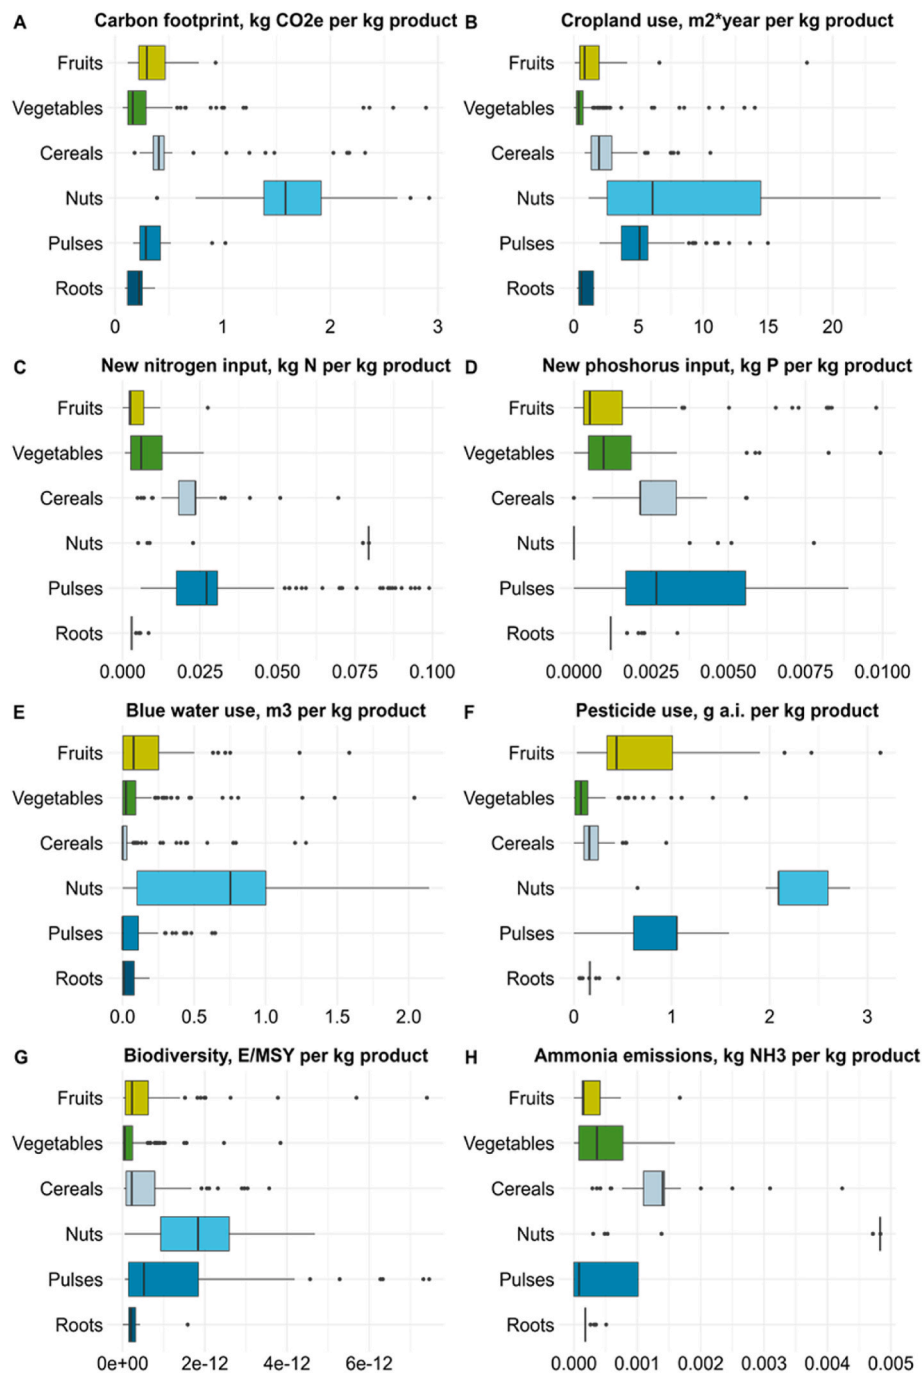 A Carbon footprint, kg CO2e per kg product
Fruits
Vegetables
Cereals
Nuts
Pulses
Roots
0 1 2 3
B Cropland use, m2*year per kg product
Fruits
Vegetables
Cereals
Nuts
Pulses
Roots
0 5 10 15 20
C New nitrogen input, kg N per kg product
Fruits
Vegetables
Cereals
Nuts
Pulses
Roots
0.000 0.025 0.050 0.075 0.100
D New phoshorus input, kg P per kg product
Fruits
Vegetables
Cereals
Nuts
Pulses
Roots
0.0000 0.0025 0.0050 0.0075 0.0100
E Blue water use, m3 per kg product
Fruits
Vegetables
Cereals
Nuts
Pulses
Roots
0.0 0.5 1.0 1.5 2.0
F Pesticide use, g a.i. per kg product
Fruits
Vegetables
Cereals
Nuts
Pulses
Roots
0 1 2 3
G Biodiversity, E/MSY per kg product
Fruits
Vegetables
Cereals
Nuts
Pulses
Roots
0e+00 2e-12 4e-12 6e-12
H Ammonia emissions, kg NH3 per kg product
Fruits
Vegetables
Cereals
Nuts
Pulses
Roots
0.000 0.001 0.002 0.003 0.004 0.005